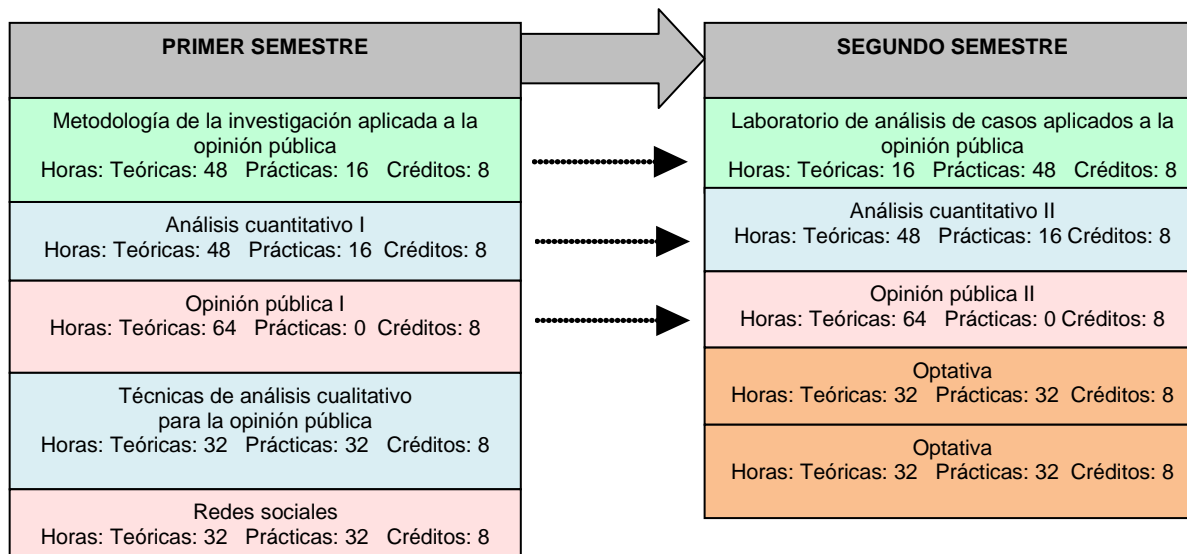 PRIMER SEMESTRE
Metodología de la investigación aplicada a la
opinión pública
Horas: Teóricas: 48 Prácticas: 16 Créditos: 8
Análisis cuantitativo I
Horas: Teóricas: 48 Prácticas: 16 Créditos: 8
Opinión pública I
Horas: Teóricas: 64 Prácticas: 0 Créditos: 8
Técnicas de análisis cualitativo
para la opinión pública
Horas: Teóricas: 32 Prácticas: 32 Créditos: 8
Redes sociales
Horas: Teóricas: 32 Prácticas: 32 Créditos: 8
SEGUNDO SEMESTRE
Laboratorio de análisis de casos aplicados a la
opinión pública
Horas: Teóricas: 16 Prácticas: 48 Créditos: 8
Análisis cuantitativo II
Horas: Teóricas: 48 Prácticas: 16 Créditos: 8
Opinión pública II
Horas: Teóricas: 64 Prácticas: 0 Créditos: 8
Optativa
Horas: Teóricas: 32 Prácticas: 32 Créditos: 8
Optativa
Horas: Teóricas: 32 Prácticas: 32 Créditos: 8